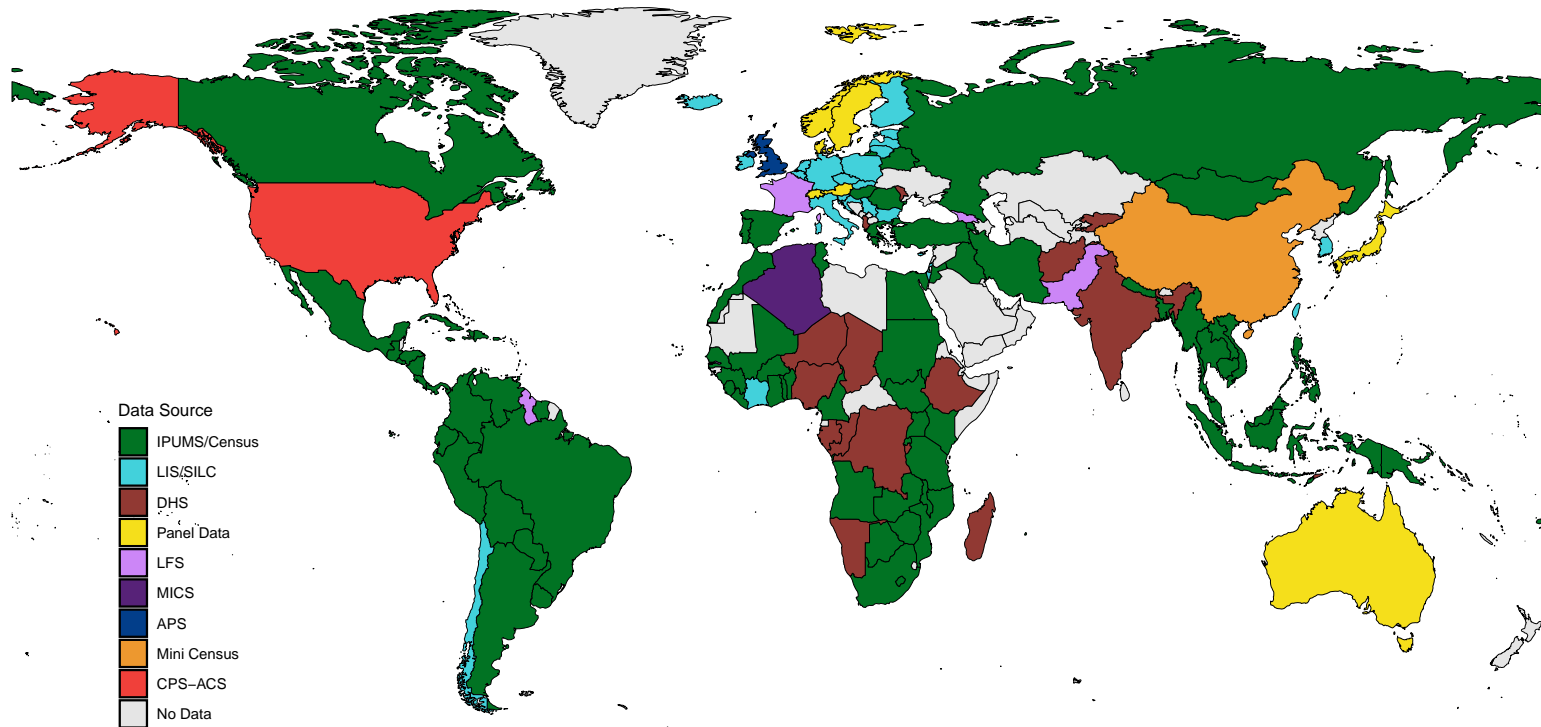 Data Source
IPUMS/Census
LIS/SILC
DHS
Panel Data
LFS
MICS
APS
Mini Census
CPS−ACS
No Data